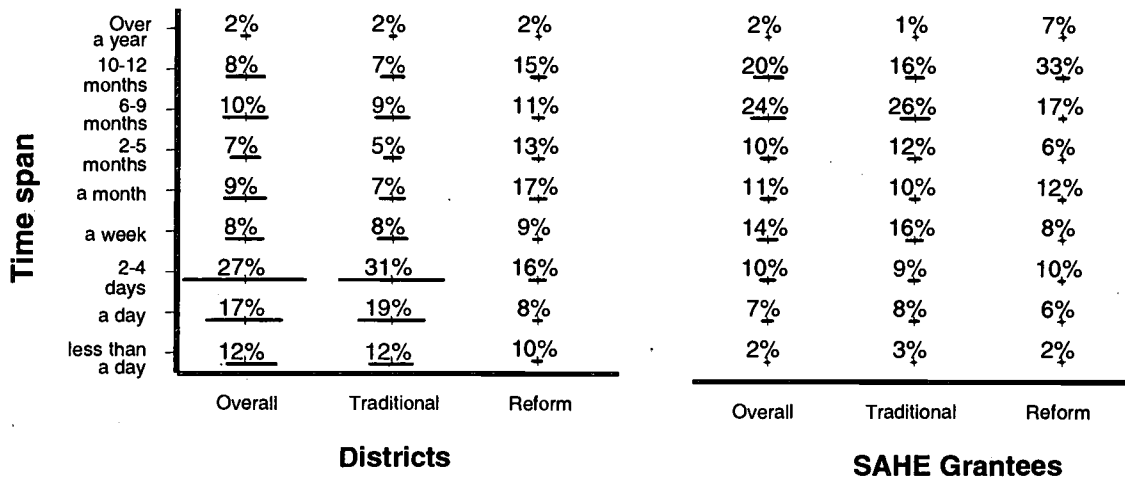 Time span
Over a year 2% 2% 2% 2% 1% 7%
10-12 months 8% 7% 15% 20% 16% 33%
6-9 months 10% 9% 11% 24% 26% 17%
2-5 months 7% 5% 13% 10% 12% 6%
a month 9% 7% 17% 11% 10% 12%
a week 8% 8% 9% 14% 16% 8%
2-4 days 27% 31% 16% 10% 9% 10%
a day 17% 19% 8% 7% 8% 6%
less than a day 12% 12% 10% 2% 3% 2%
Overall Traditional Reform Overall Traditional Reform
Districts SAHE Grantees